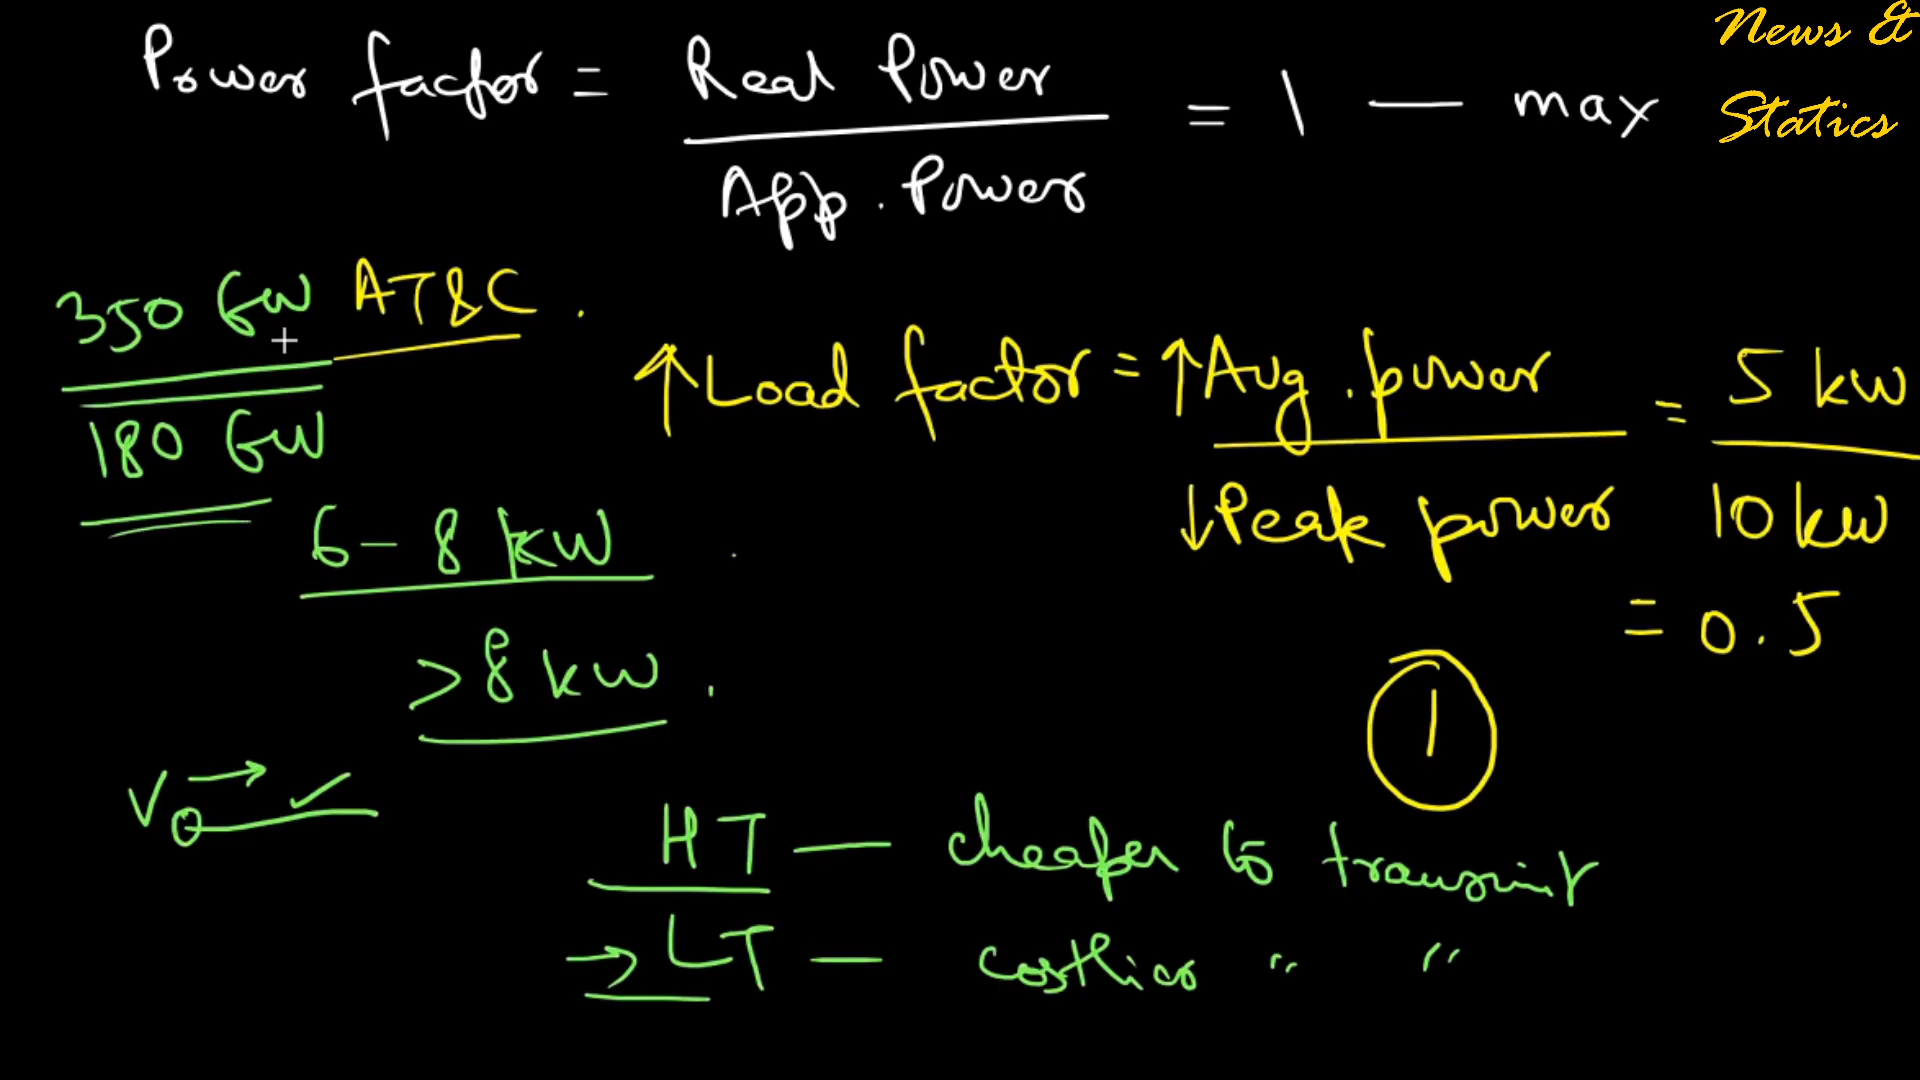 News &
Statics
Power factor = Real Power / App. Power = 1 — max
350 GW AT&C.
180 GW
↑ Load factor = ↑ Avg. power / ↓ Peak power = 5 kW / 10 kW
= 0.5
6 - 8 kW
> 8 kW.
1
HT — cheaper to transmit
→ LT — costlier " "